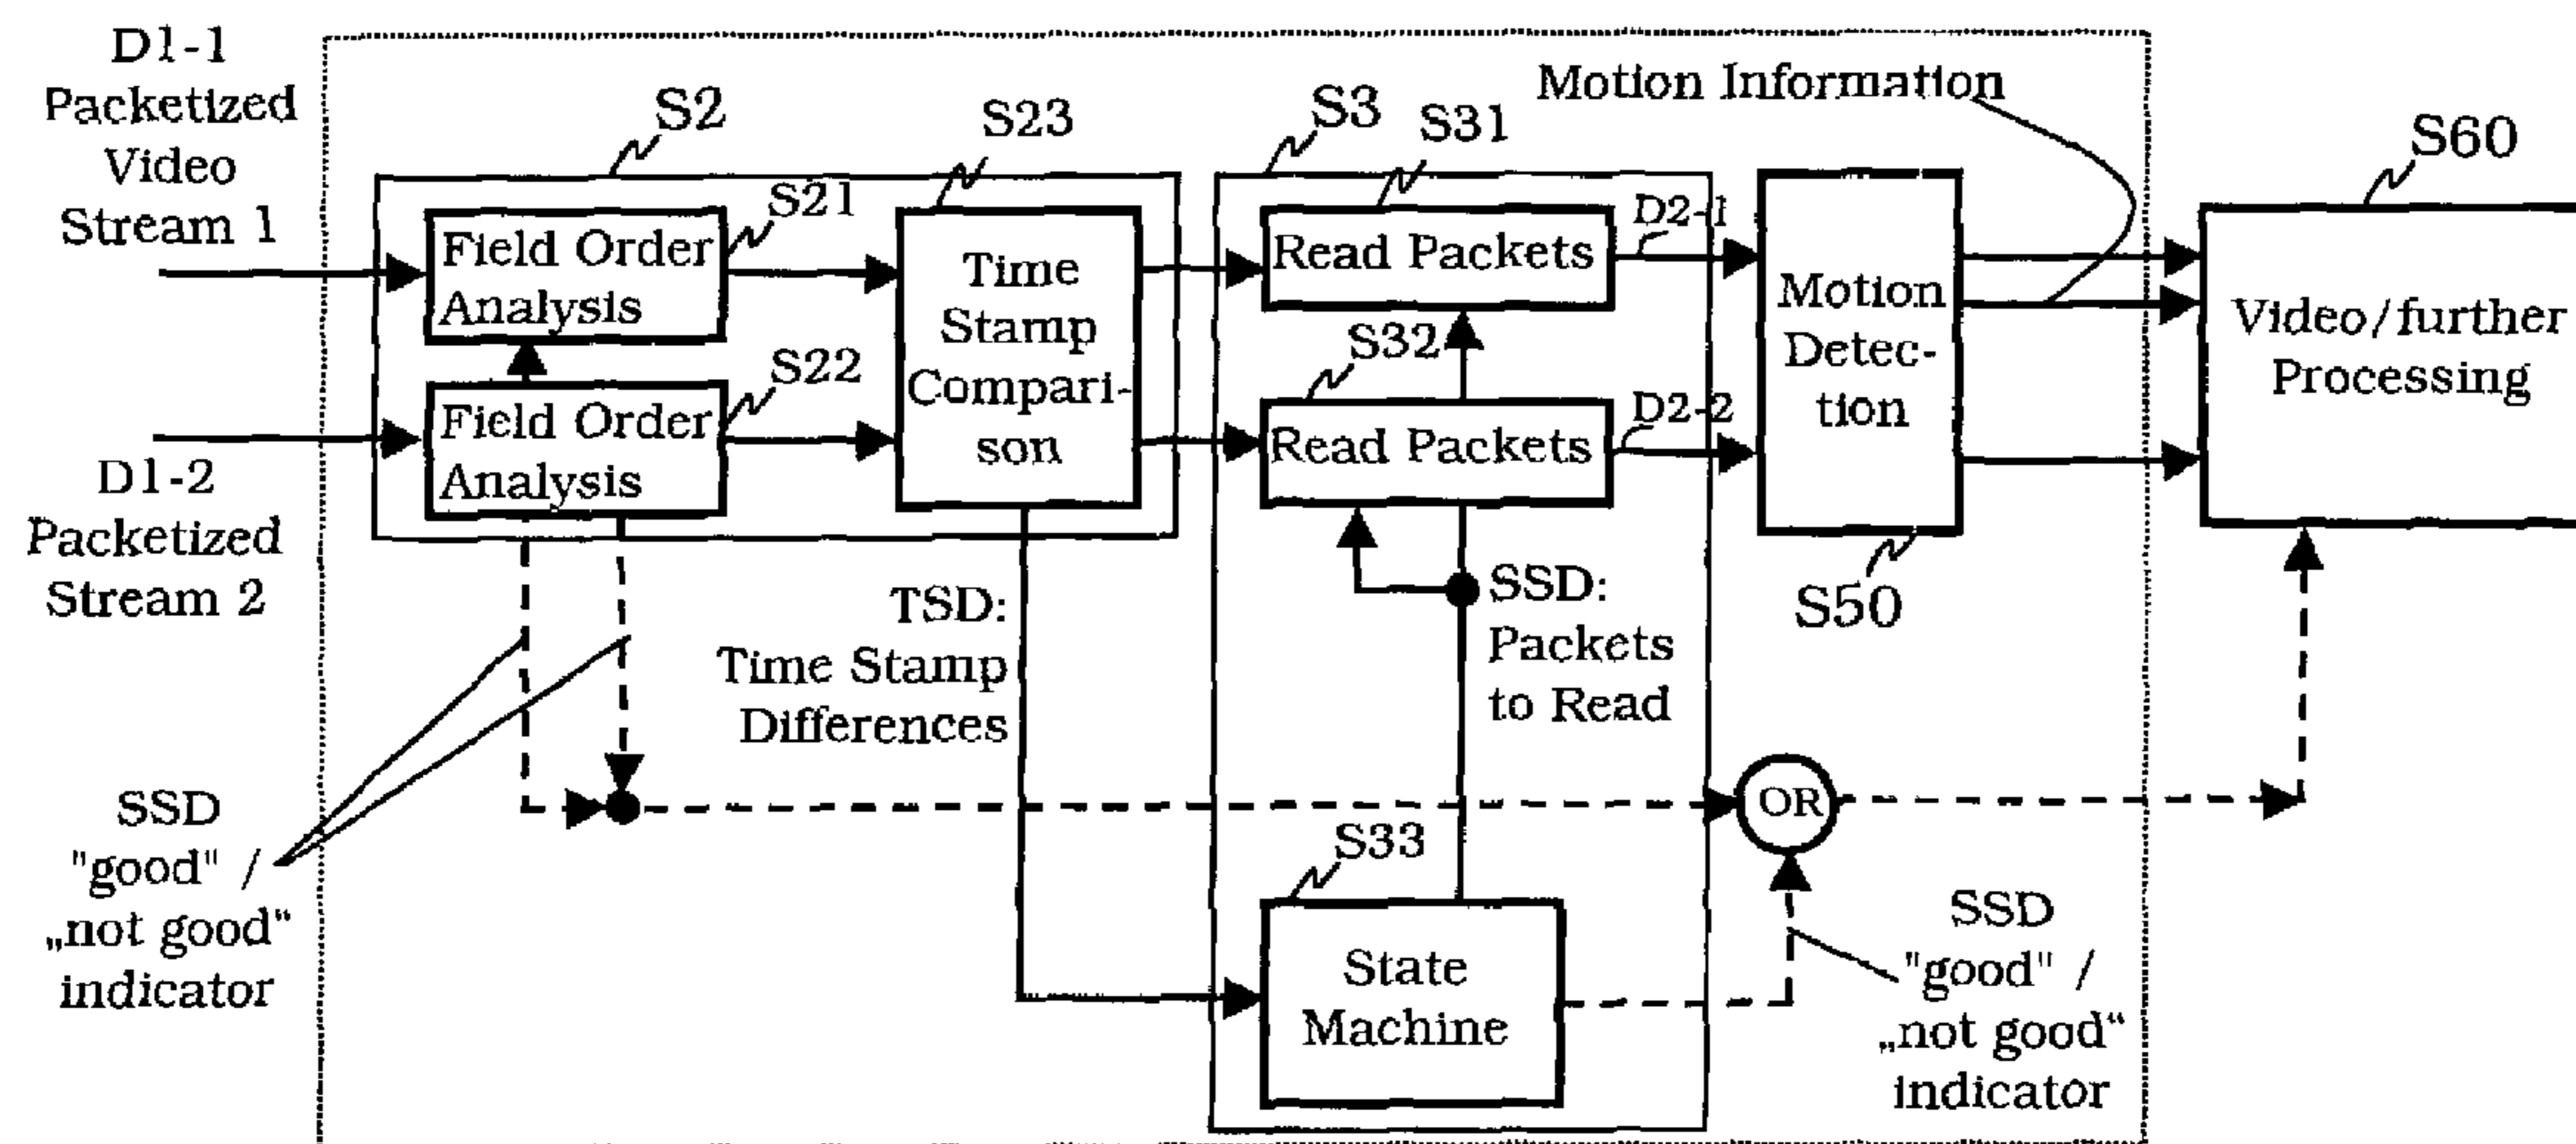 D1-1
Packetized
Video
Stream 1
D1-2
Packetized
Stream 2
S2
S21
Field Order
Analysis
S22
Field Order
Analysis
S23
Time
Stamp
Compari-
son
S3
S31
Read Packets
D2-1
S32
Read Packets
D2-2
Motion Information
Motion
Detec-
tion
S50
S60
Video/further
Processing
TSD:
Time Stamp
Differences
SSD:
Packets
to Read
SSD
"good" /
„not good“
indicator
S33
State
Machine
OR
SSD
"good" /
„not good“
indicator